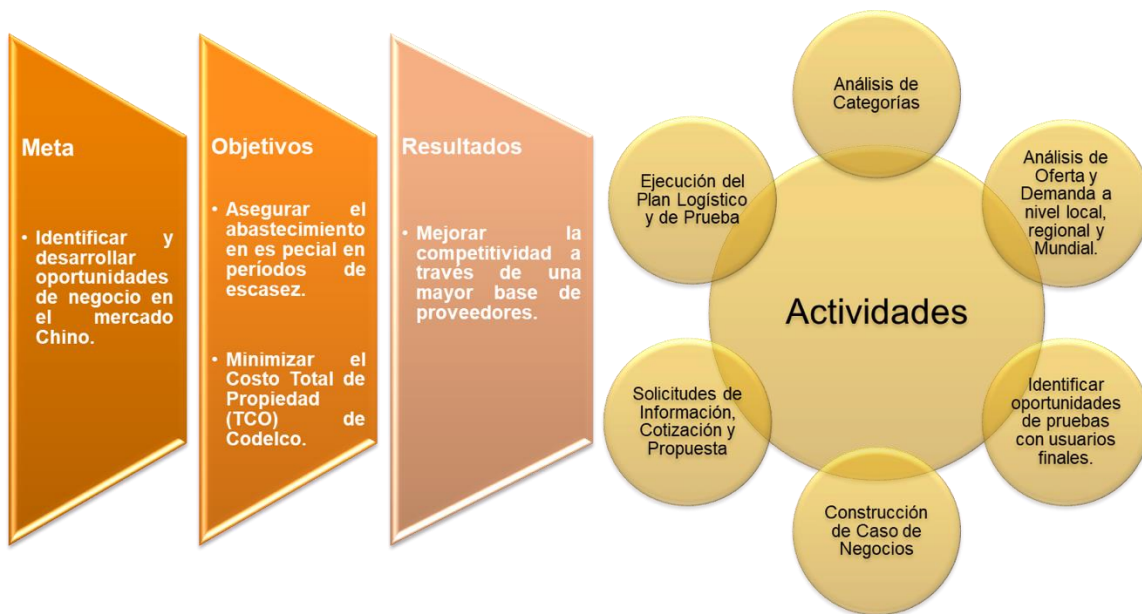 Meta
• Identificar y
desarrollar
oportunidades
de negocio en
el mercado
Chino.
Objetivos
• Asegurar el
abastecimiento
en es pecial en
períodos de
escasez.
• Minimizar el
Costo Total de
Propiedad
(TCO) de
Codelco.
Resultados
• Mejorar la
competitividad a
través de una
mayor base de
proveedores.
Actividades
Análisis de
Categorías
Análisis de
Oferta y
Demanda a
nivel local,
regional y
Mundial.
Identificar
oportunidades
de pruebas
con usuarios
finales.
Construcción
de Caso de
Negocios
Solicitudes de
Información,
Cotización y
Propuesta
Ejecución del
Plan Logístico
y de Prueba